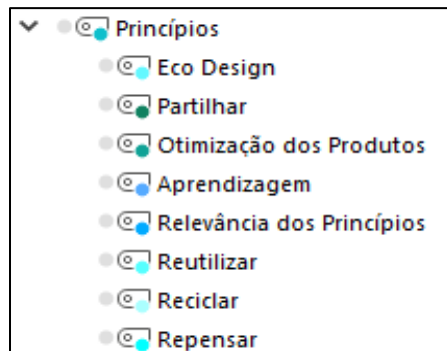 Princípios
Eco Design
Partilhar
Otimização dos Produtos
Aprendizagem
Relevância dos Princípios
Reutilizar
Reciclar
Repensar